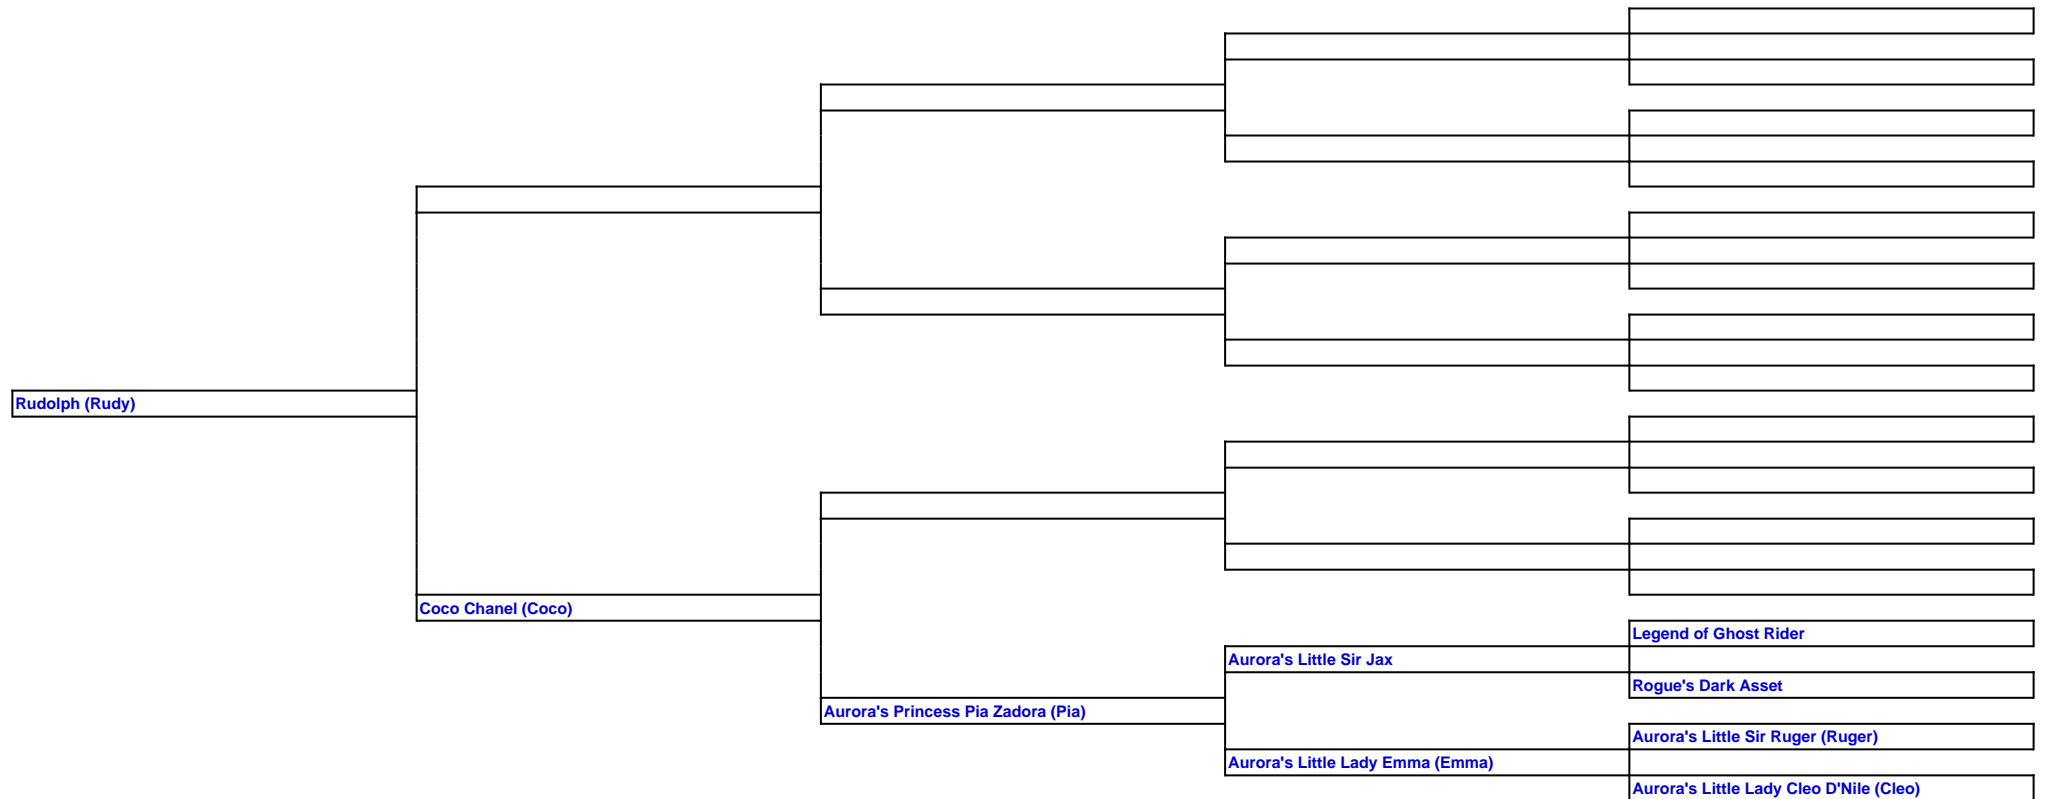 Rudolph (Rudy)
Coco Chanel (Coco)
Legend of Ghost Rider
Aurora's Little Sir Jax
Rogue's Dark Asset
Aurora's Princess Pia Zadora (Pia)
Aurora's Little Sir Ruger (Ruger)
Aurora's Little Lady Emma (Emma)
Aurora's Little Lady Cleo D'Nile (Cleo)